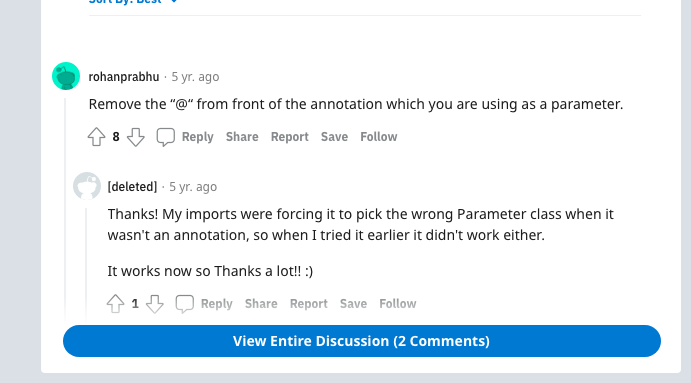 Sort By: Best
rohanprabhu · 5 yr. ago
Remove the “@“ from front of the annotation which you are using as a parameter.
8 Reply Share Report Save Follow
[deleted] · 5 yr. ago
Thanks! My imports were forcing it to pick the wrong Parameter class when it
wasn't an annotation, so when I tried it earlier it didn't work either.
It works now so Thanks a lot!! :)
1 Reply Share Report Save Follow
View Entire Discussion (2 Comments)